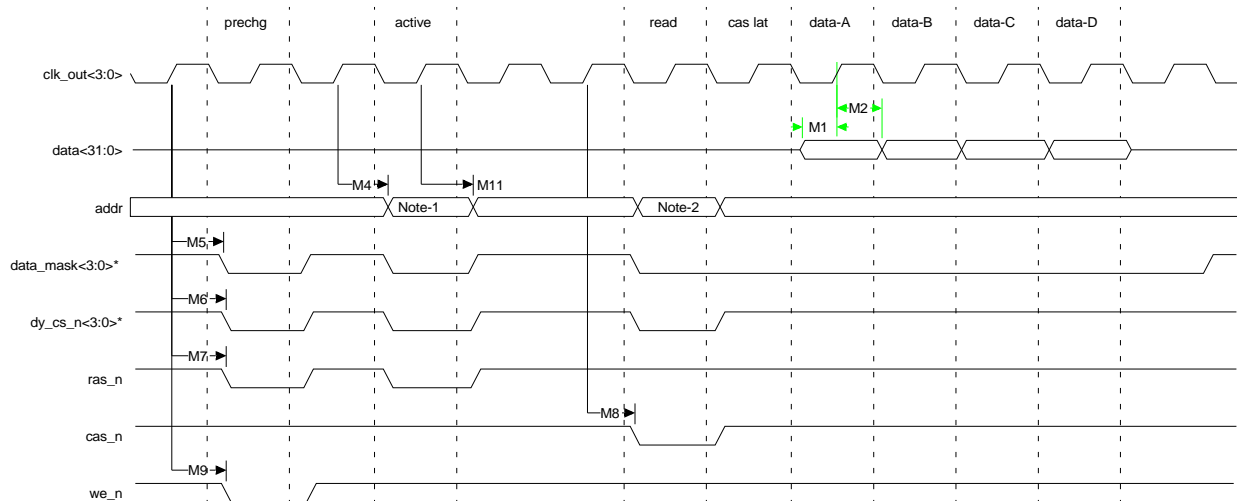 prechg active read cas lat data-A data-B data-C data-D
clk_out<3:0>
M2
M1
data<31:0>
M4 M11
addr Note-1 Note-2
M5
data_mask<3:0>*
M6
dy_cs_n<3:0>*
M7
ras_n
M8
cas_n
M9
we_n